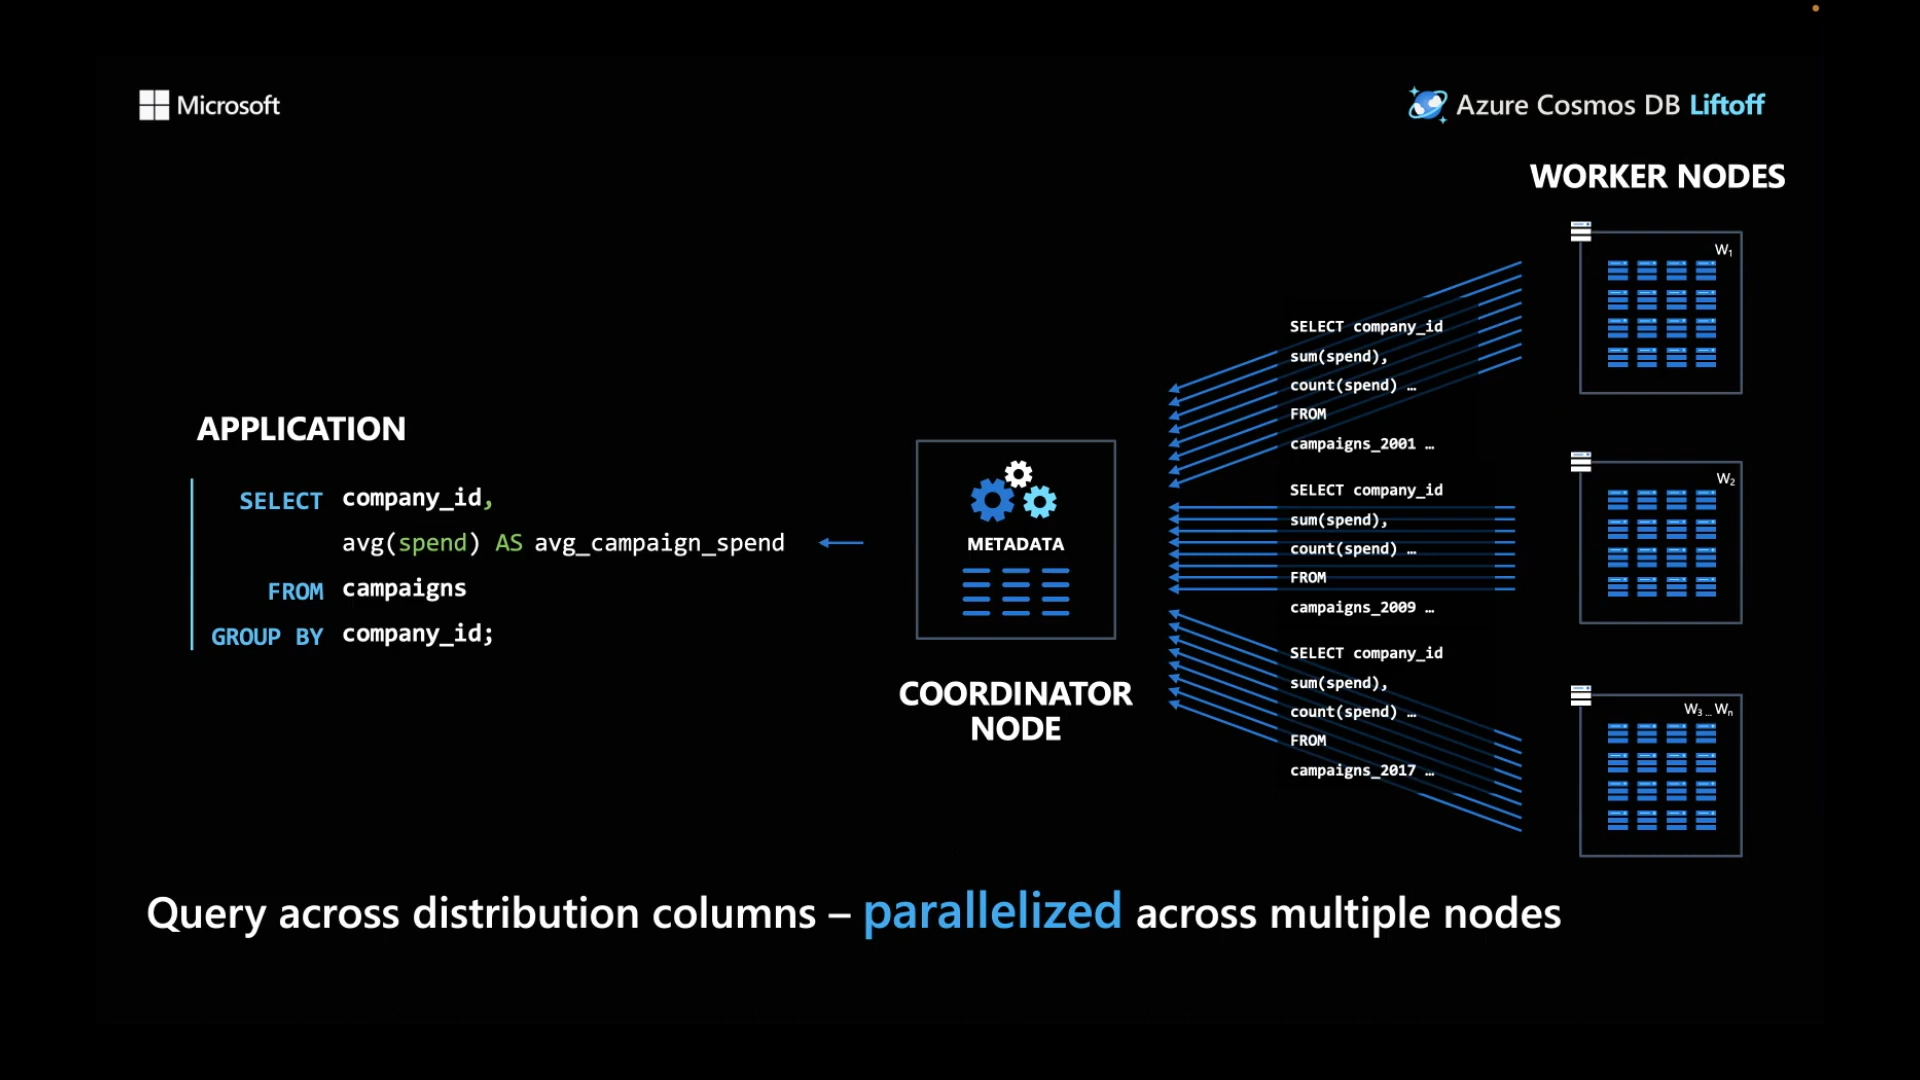 Microsoft
Azure Cosmos DB Liftoff
WORKER NODES
APPLICATION
SELECT company_id,
avg(spend) AS avg_campaign_spend
FROM campaigns
GROUP BY company_id;
METADATA
COORDINATOR
NODE
SELECT company_id
sum(spend),
count(spend) …
FROM
campaigns_2001 …
SELECT company_id
sum(spend),
count(spend) …
FROM
campaigns_2009 …
SELECT company_id
sum(spend),
count(spend) …
FROM
campaigns_2017 …
W1
W2
W3 … Wn
Query across distribution columns – parallelized across multiple nodes